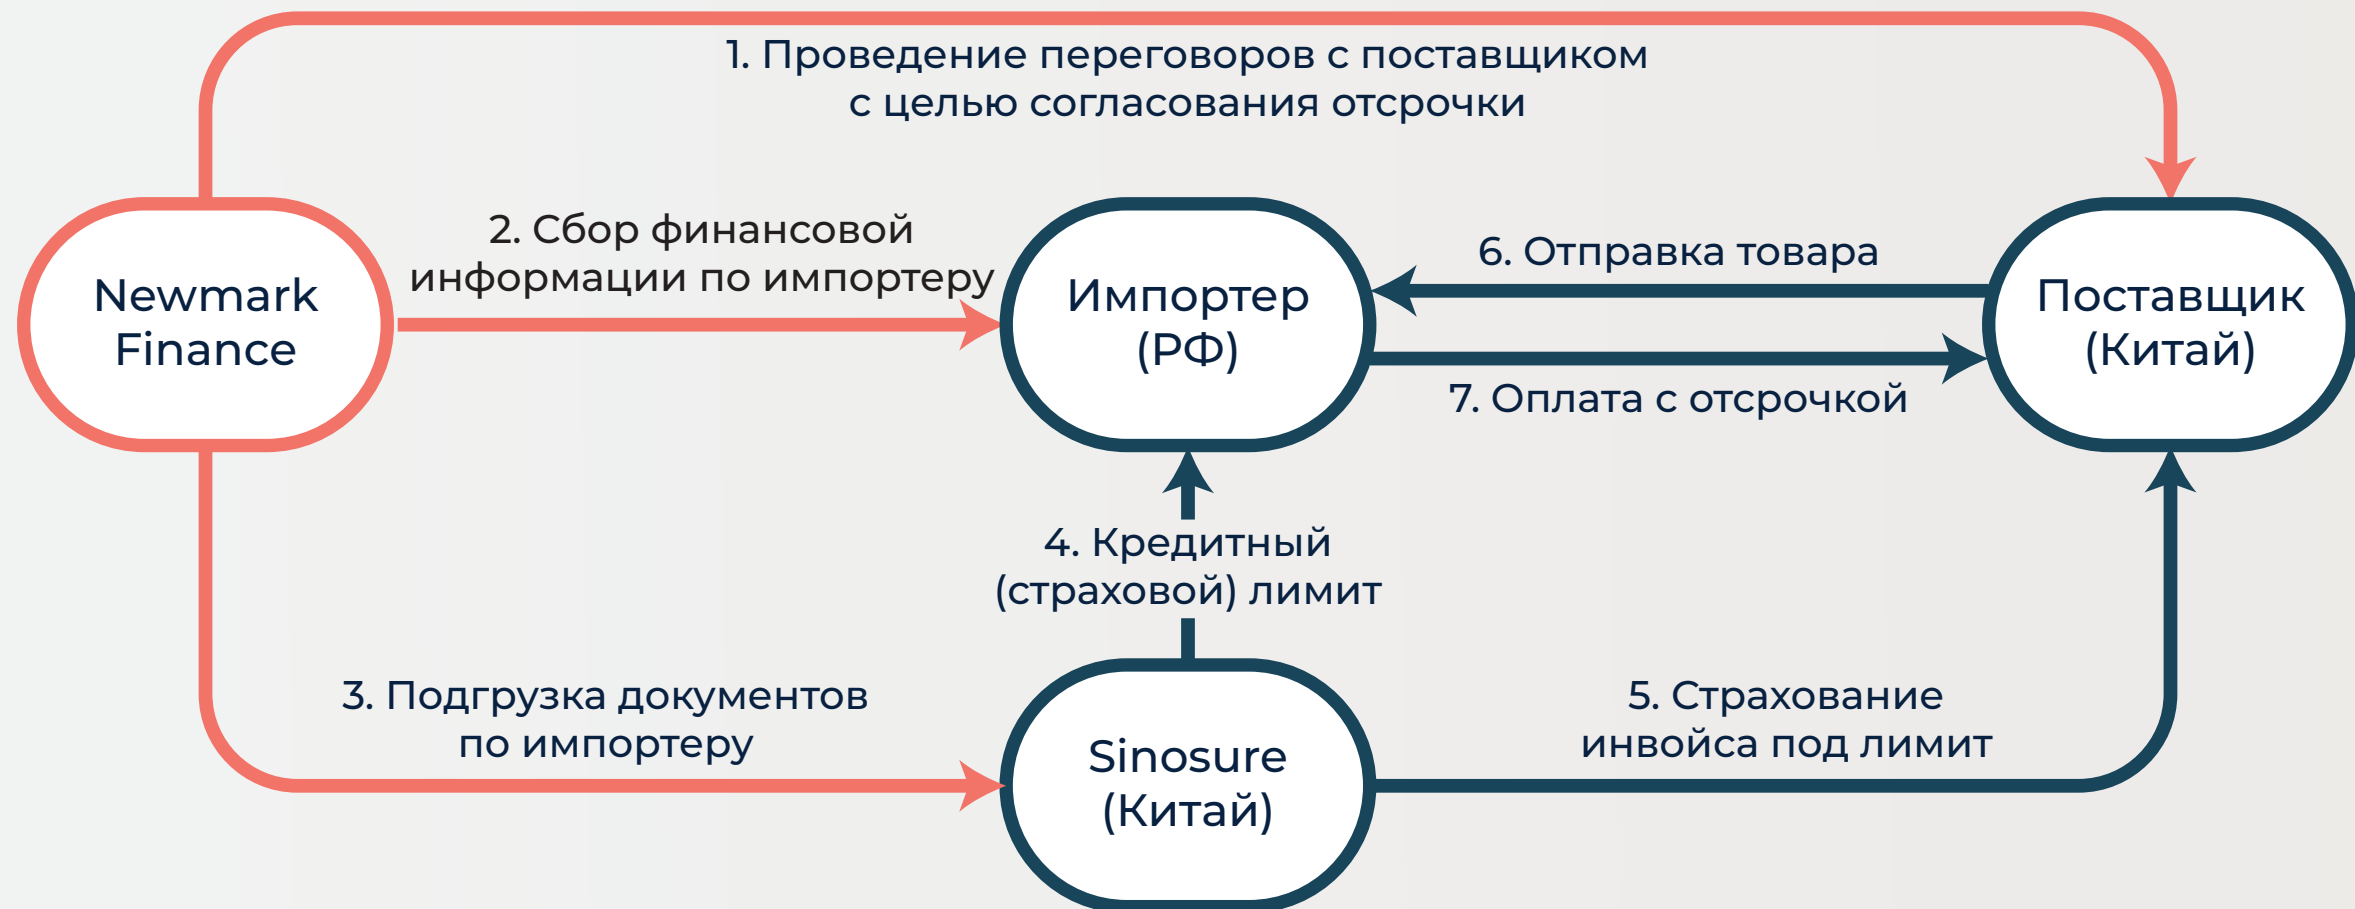 1. Проведение переговоров с поставщиком
с целью согласования отсрочки
Newmark
Finance
2. Сбор финансовой
информации по импортеру
Импортер
(РФ)
6. Отправка товара
7. Оплата с отсрочкой
Поставщик
(Китай)
4. Кредитный
(страховой) лимит
3. Подгрузка документов
по импортеру
Sinosure
(Китай)
5. Страхование
инвойса под лимит